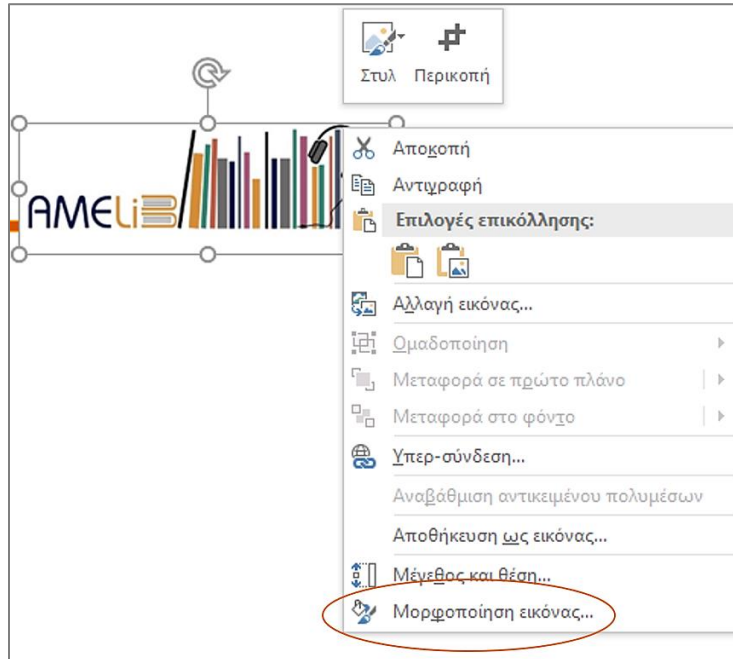 Στυλ Περικοπή
AMELiB
Αποκοπή
Αντιγραφή
Επιλογές επικόλλησης:
Αλλαγή εικόνας...
Ομαδοποίηση
Μεταφορά σε πρώτο πλάνο
Μεταφορά στο φόντο
Υπερ-σύνδεση...
Αναβάθμιση αντικειμένου πολυμέσων
Αποθήκευση ως εικόνας...
Μέγεθος και θέση...
Μορφοποίηση εικόνας...